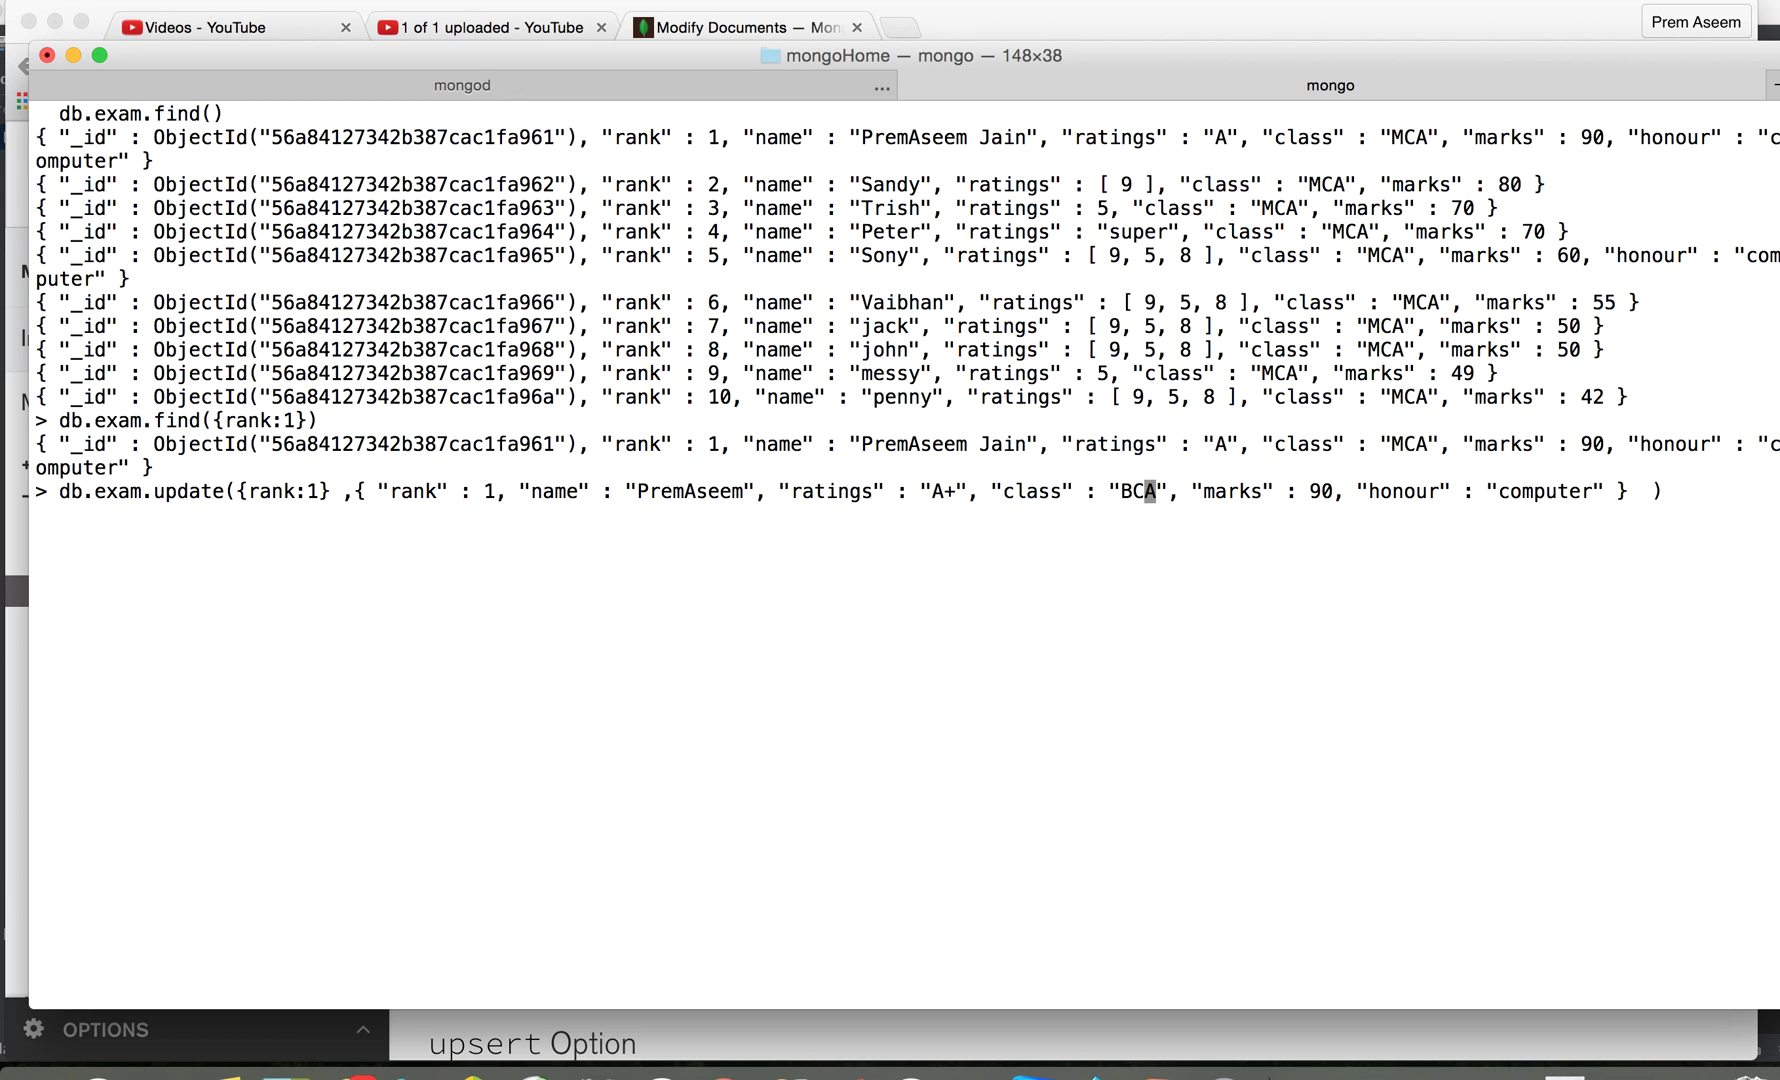 Videos - YouTube
1 of 1 uploaded - YouTube
Modify Documents — Mon
Prem Aseem
mongoHome — mongo — 148×38
mongod
...
mongo
db.exam.find()
{ "_id" : ObjectId("56a84127342b387cac1fa961"), "rank" : 1, "name" : "PremAseem Jain", "ratings" : "A", "class" : "MCA", "marks" : 90, "honour" : "c
omputer" }
{ "_id" : ObjectId("56a84127342b387cac1fa962"), "rank" : 2, "name" : "Sandy", "ratings" : [ 9 ], "class" : "MCA", "marks" : 80 }
{ "_id" : ObjectId("56a84127342b387cac1fa963"), "rank" : 3, "name" : "Trish", "ratings" : 5, "class" : "MCA", "marks" : 70 }
{ "_id" : ObjectId("56a84127342b387cac1fa964"), "rank" : 4, "name" : "Peter", "ratings" : "super", "class" : "MCA", "marks" : 70 }
{ "_id" : ObjectId("56a84127342b387cac1fa965"), "rank" : 5, "name" : "Sony", "ratings" : [ 9, 5, 8 ], "class" : "MCA", "marks" : 60, "honour" : "com
puter" }
{ "_id" : ObjectId("56a84127342b387cac1fa966"), "rank" : 6, "name" : "Vaibhan", "ratings" : [ 9, 5, 8 ], "class" : "MCA", "marks" : 55 }
{ "_id" : ObjectId("56a84127342b387cac1fa967"), "rank" : 7, "name" : "jack", "ratings" : [ 9, 5, 8 ], "class" : "MCA", "marks" : 50 }
{ "_id" : ObjectId("56a84127342b387cac1fa968"), "rank" : 8, "name" : "john", "ratings" : [ 9, 5, 8 ], "class" : "MCA", "marks" : 50 }
{ "_id" : ObjectId("56a84127342b387cac1fa969"), "rank" : 9, "name" : "messy", "ratings" : 5, "class" : "MCA", "marks" : 49 }
{ "_id" : ObjectId("56a84127342b387cac1fa96a"), "rank" : 10, "name" : "penny", "ratings" : [ 9, 5, 8 ], "class" : "MCA", "marks" : 42 }
> db.exam.find({rank:1})
{ "_id" : ObjectId("56a84127342b387cac1fa961"), "rank" : 1, "name" : "PremAseem Jain", "ratings" : "A", "class" : "MCA", "marks" : 90, "honour" : "c
omputer" }
> db.exam.update({rank:1} ,{ "rank" : 1, "name" : "PremAseem", "ratings" : "A+", "class" : "BCA", "marks" : 90, "honour" : "computer" }  )
OPTIONS
upsert Option